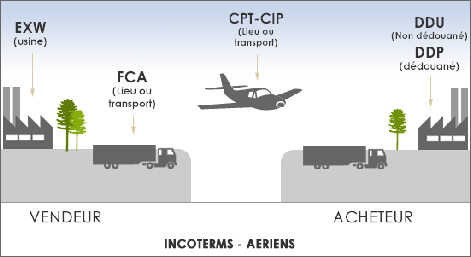 EXW
(usine)
FCA
(Lieu ou
transport)
CPT-CIP
(Lieu ou
transport)
DDU
(Non dédouané)
DDP
(dédouané)
VENDEUR
ACHETEUR
INCOTERMS - AERIENS